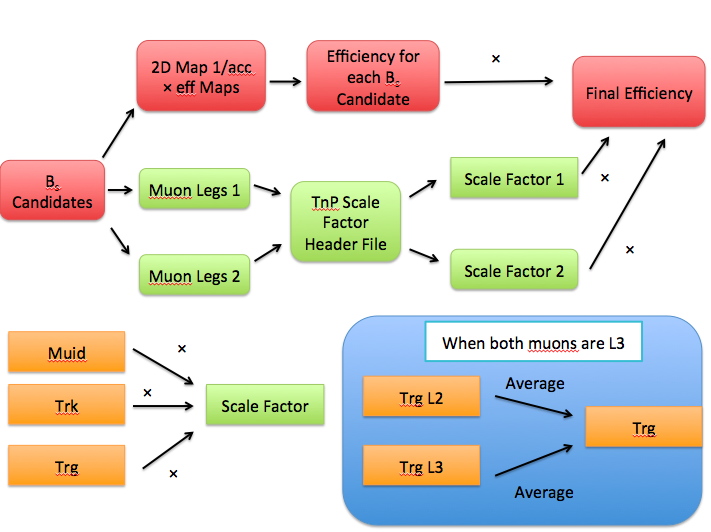 2D Map 1/acc
× eff Maps
Efficiency for
each Bs
Candidate
×
Final Efficiency
Bs
Candidates
Muon Legs 1
Muon Legs 2
TnP Scale
Factor
Header File
Scale Factor 1
×
Scale Factor 2
×
Muid
×
Trk
×
Trg
×
Scale Factor
When both muons are L3
Trg L2
Average
Trg L3
Average
Trg